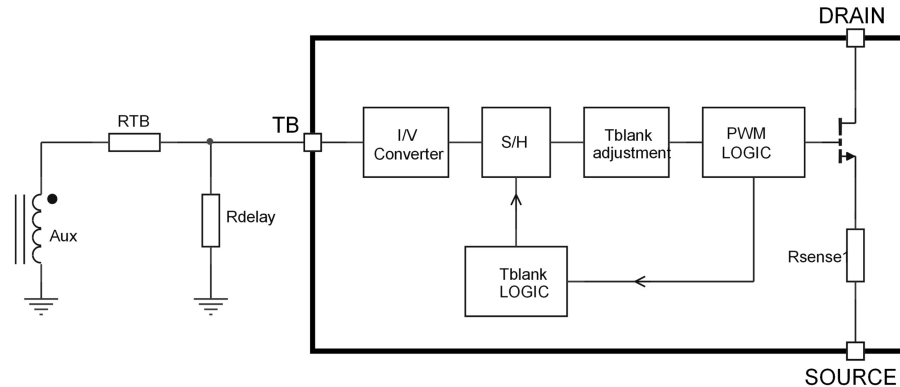 DRAIN
RTB
TB
I/V
Converter
S/H
Tblank
adjustment
PWM
LOGIC
Aux
Rdelay
Tblank
LOGIC
Rsense1
SOURCE